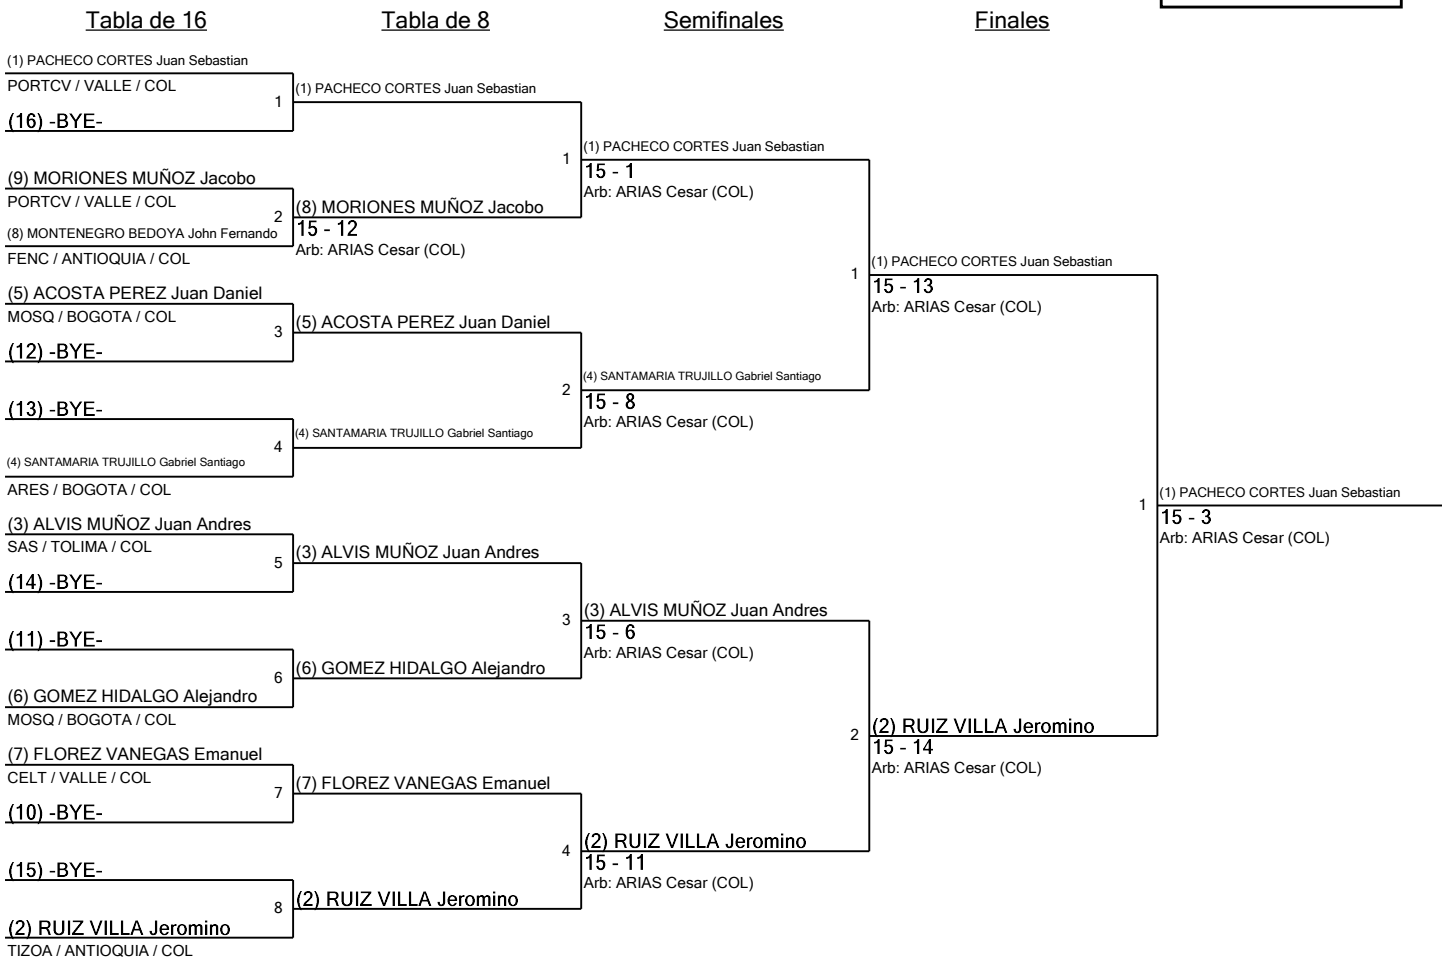 Tabla de 16
Tabla de 8
Semifinales
Finales
(1) PACHECO CORTES Juan Sebastian
PORTCV / VALLE / COL
1
(16) -BYE-
(9) MORIONES MUÑOZ Jacobo
PORTCV / VALLE / COL
2
(8) MONTENEGRO BEDOYA John Fernando
FENC / ANTIOQUIA / COL
(5) ACOSTA PEREZ Juan Daniel
MOSQ / BOGOTA / COL
3
(12) -BYE-
(13) -BYE-
4
(4) SANTAMARIA TRUJILLO Gabriel Santiago
ARES / BOGOTA / COL
(3) ALVIS MUÑOZ Juan Andres
SAS / TOLIMA / COL
5
(14) -BYE-
(11) -BYE-
6
(6) GOMEZ HIDALGO Alejandro
MOSQ / BOGOTA / COL
(7) FLOREZ VANEGAS Emanuel
CELT / VALLE / COL
7
(10) -BYE-
(15) -BYE-
8
(2) RUIZ VILLA Jeromino
TIZOA / ANTIOQUIA / COL
(1) PACHECO CORTES Juan Sebastian
1
(8) MORIONES MUÑOZ Jacobo
15 - 12
Arb: ARIAS Cesar (COL)
(5) ACOSTA PEREZ Juan Daniel
2
(4) SANTAMARIA TRUJILLO Gabriel Santiago
(3) ALVIS MUÑOZ Juan Andres
3
(6) GOMEZ HIDALGO Alejandro
(7) FLOREZ VANEGAS Emanuel
4
(2) RUIZ VILLA Jeromino
(1) PACHECO CORTES Juan Sebastian
15 - 1
Arb: ARIAS Cesar (COL)
1
(4) SANTAMARIA TRUJILLO Gabriel Santiago
15 - 8
Arb: ARIAS Cesar (COL)
(3) ALVIS MUÑOZ Juan Andres
15 - 6
Arb: ARIAS Cesar (COL)
2
(2) RUIZ VILLA Jeromino
15 - 11
Arb: ARIAS Cesar (COL)
(1) PACHECO CORTES Juan Sebastian
15 - 13
Arb: ARIAS Cesar (COL)
1
(2) RUIZ VILLA Jeromino
15 - 14
Arb: ARIAS Cesar (COL)
(1) PACHECO CORTES Juan Sebastian
15 - 3
Arb: ARIAS Cesar (COL)